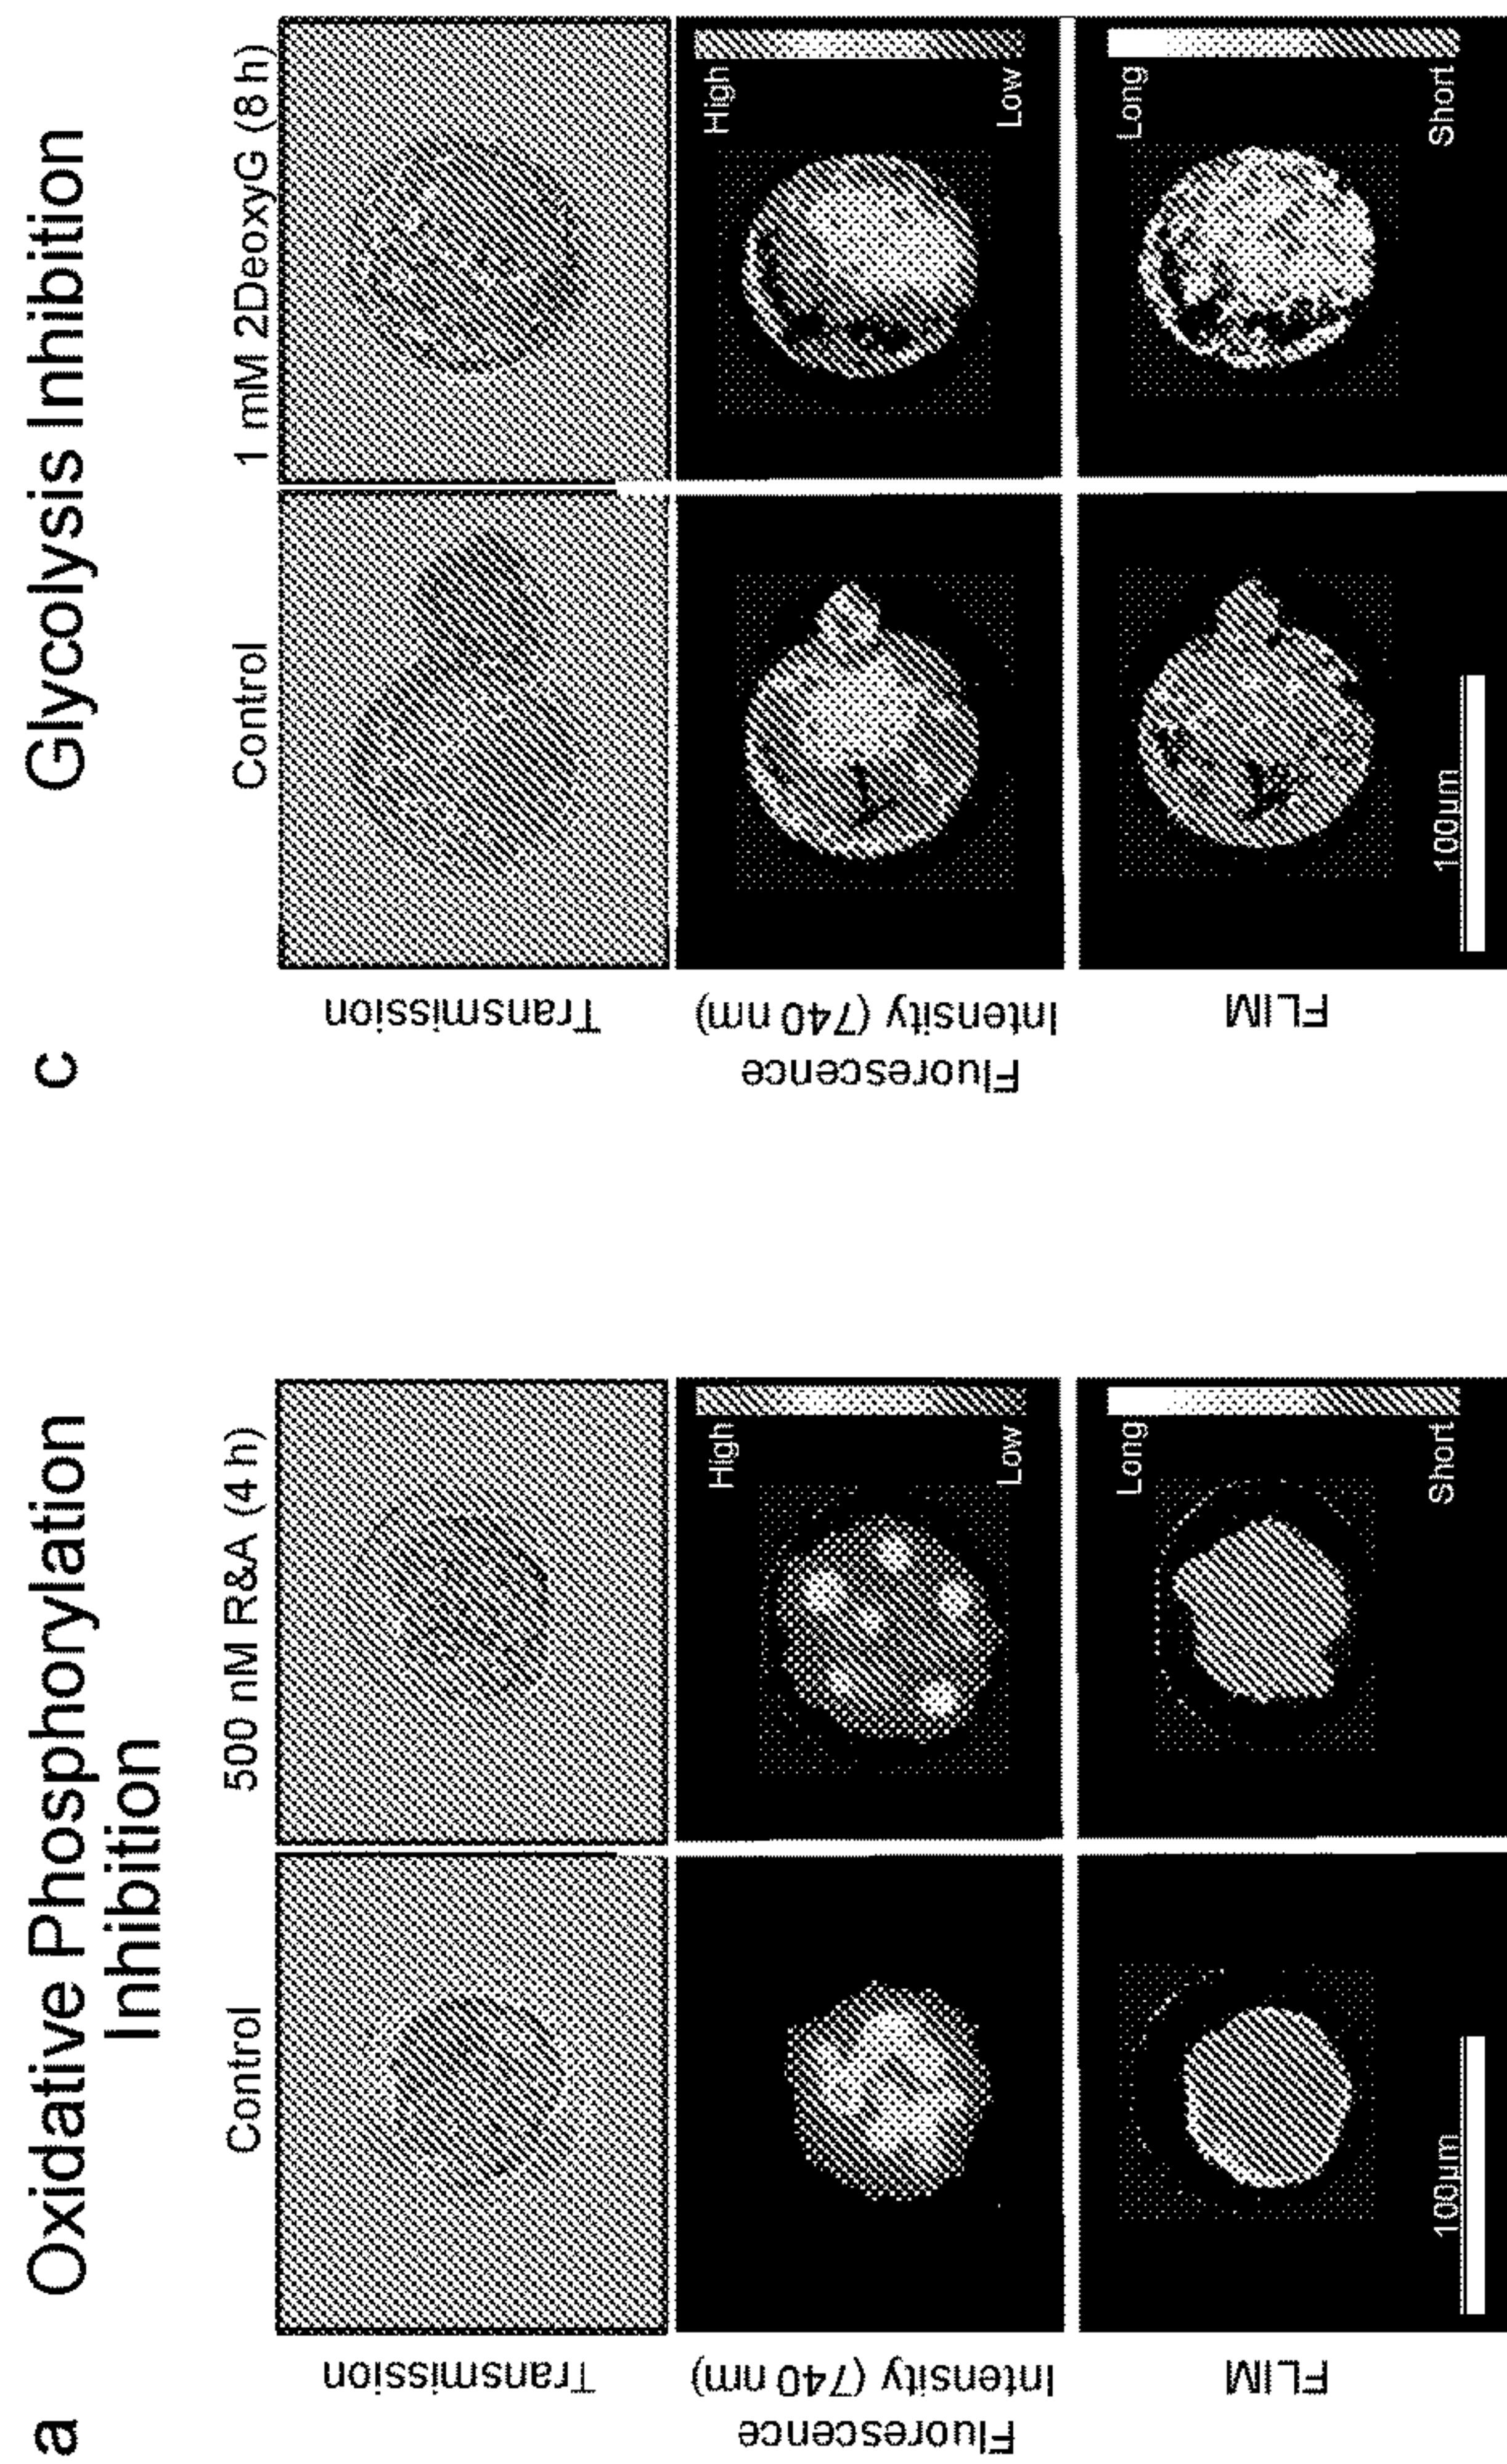 a Oxidative Phosphorylation
Inhibition
Control
500 nM R&A (4 h)
Transmission
Fluorescence
Intensity (740 nm)
High
Low
FLIM
Long
Short
100µm
c Glycolysis Inhibition
Control
1 mM 2DeoxyG (8 h)
Transmission
Fluorescence
Intensity (740 nm)
High
Low
FLIM
Long
Short
100µm